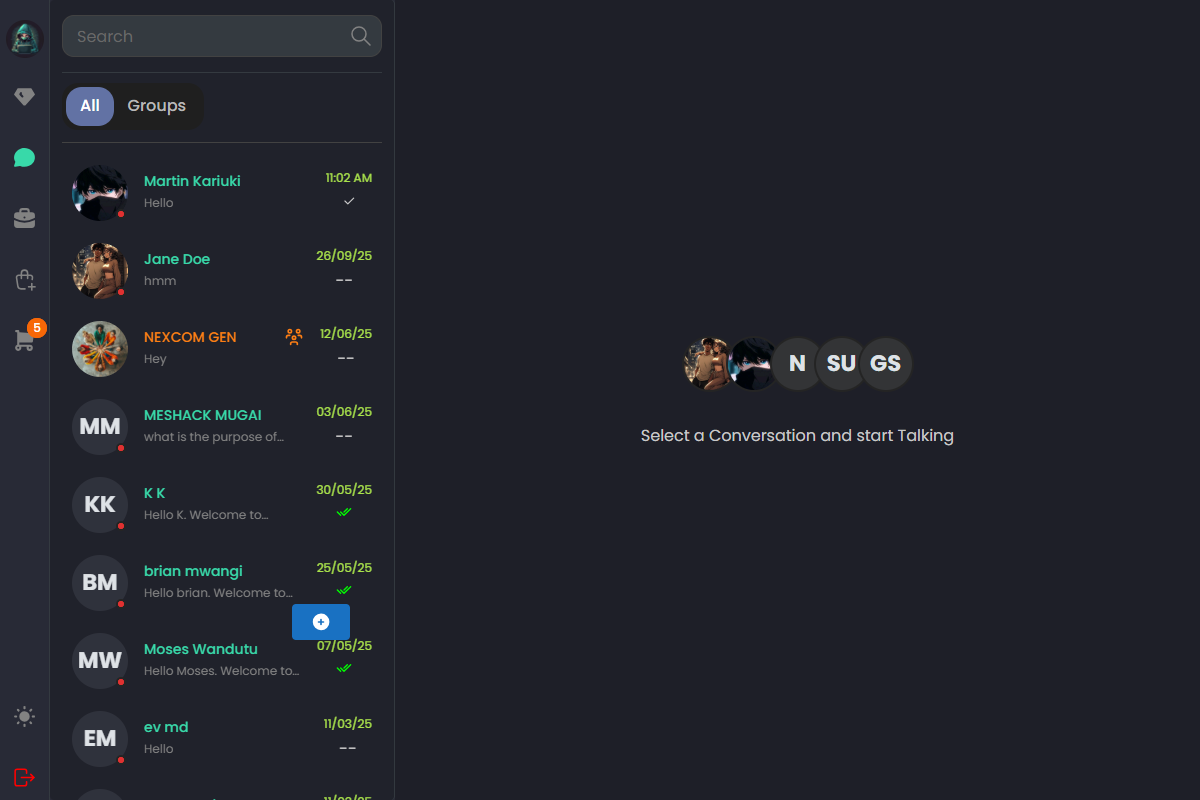 Search
All
Groups
5
Martin Kariuki
11:02 AM
Hello
Jane Doe
26/09/25
hmm
--
NEXCOM GEN
12/06/25
Hey
--
MM
MESHACK MUGAI
03/06/25
what is the purpose of...
--
KK
K K
30/05/25
Hello K. Welcome to...
BM
brian mwangi
25/05/25
Hello brian. Welcome to...
MW
Moses Wandutu
07/05/25
Hello Moses. Welcome to...
EM
ev md
11/03/25
Hello
--
N
SU
GS
Select a Conversation and start Talking